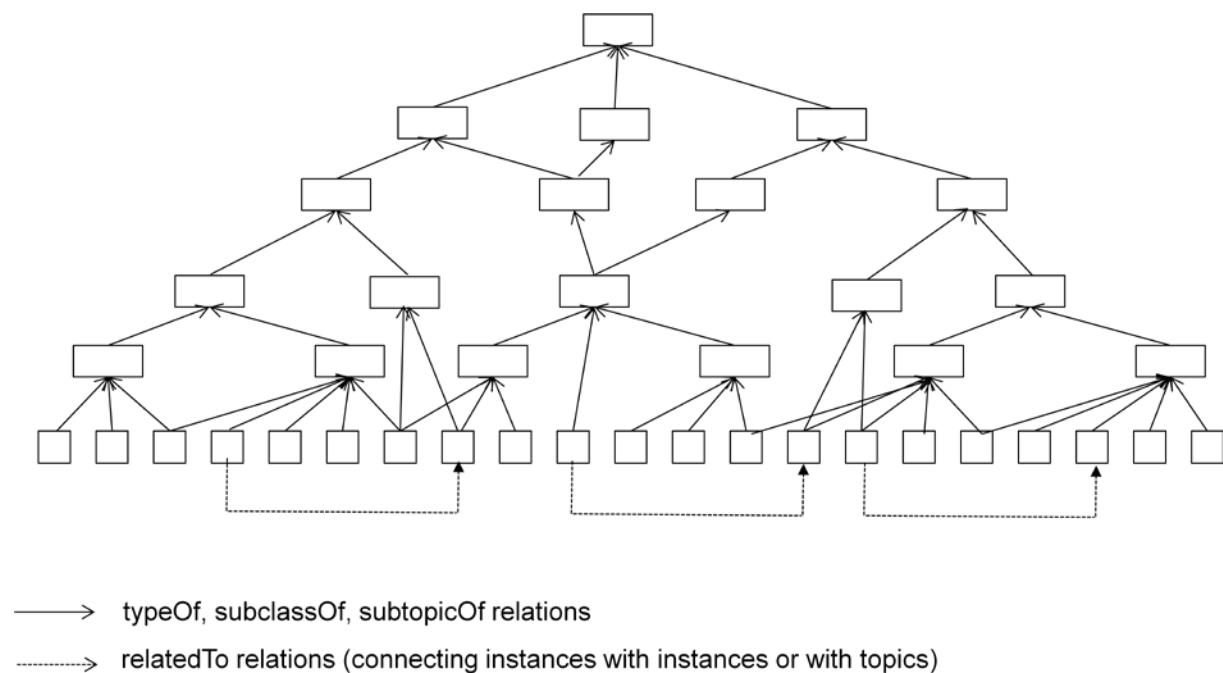 typeOf, subclassOf, subtopicOf relations
relatedTo relations (connecting instances with instances or with topics)